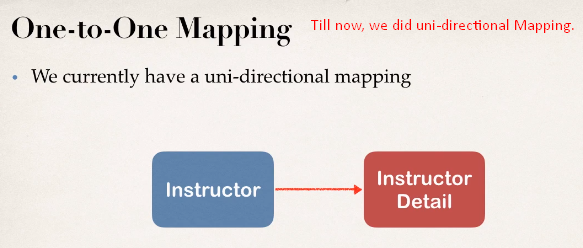 One-to-One Mapping
Till now, we did uni-directional Mapping.
• We currently have a uni-directional mapping
Instructor
Instructor
Detail